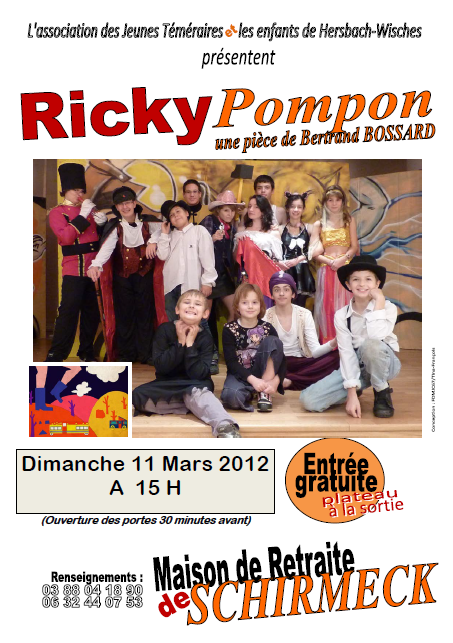 L'association des Jeunes Téméraires et les enfants de Hersbach-Wisches
présentent
Ricky Pompon
une pièce de Bertrand BOSSARD
Dimanche 11 Mars 2012
A 15 H
(Ouverture des portes 30 minutes avant)
Entrée
gratuite
Plateau
à la sortie
Renseignements :
03 88 04 18 90
06 32 44 07 53
Maison de Retraite
de SCHIRMECK